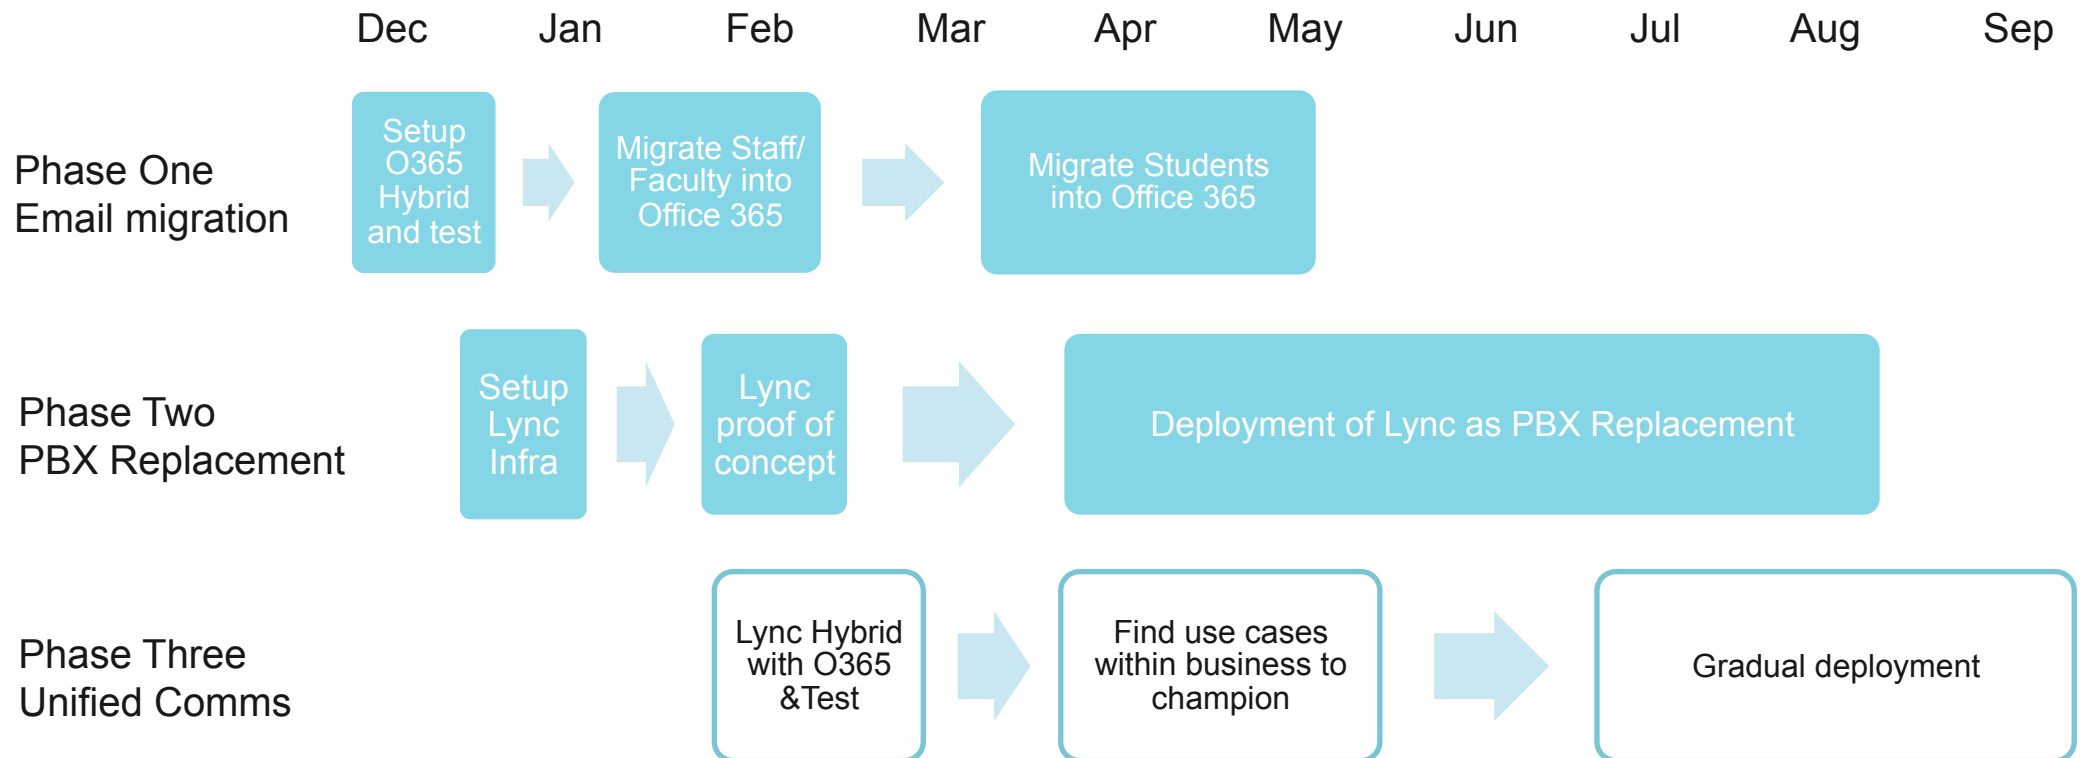 Dec Jan Feb Mar Apr May Jun Jul Aug Sep
Phase One
Email migration
Setup
O365
Hybrid
and test
Migrate Staff/
Faculty into
Office 365
Migrate Students
into Office 365
Phase Two
PBX Replacement
Setup
Lync
Infra
Lync
proof of
concept
Deployment of Lync as PBX Replacement
Phase Three
Unified Comms
Lync Hybrid
with O365
&Test
Find use cases
within business to
champion
Gradual deployment